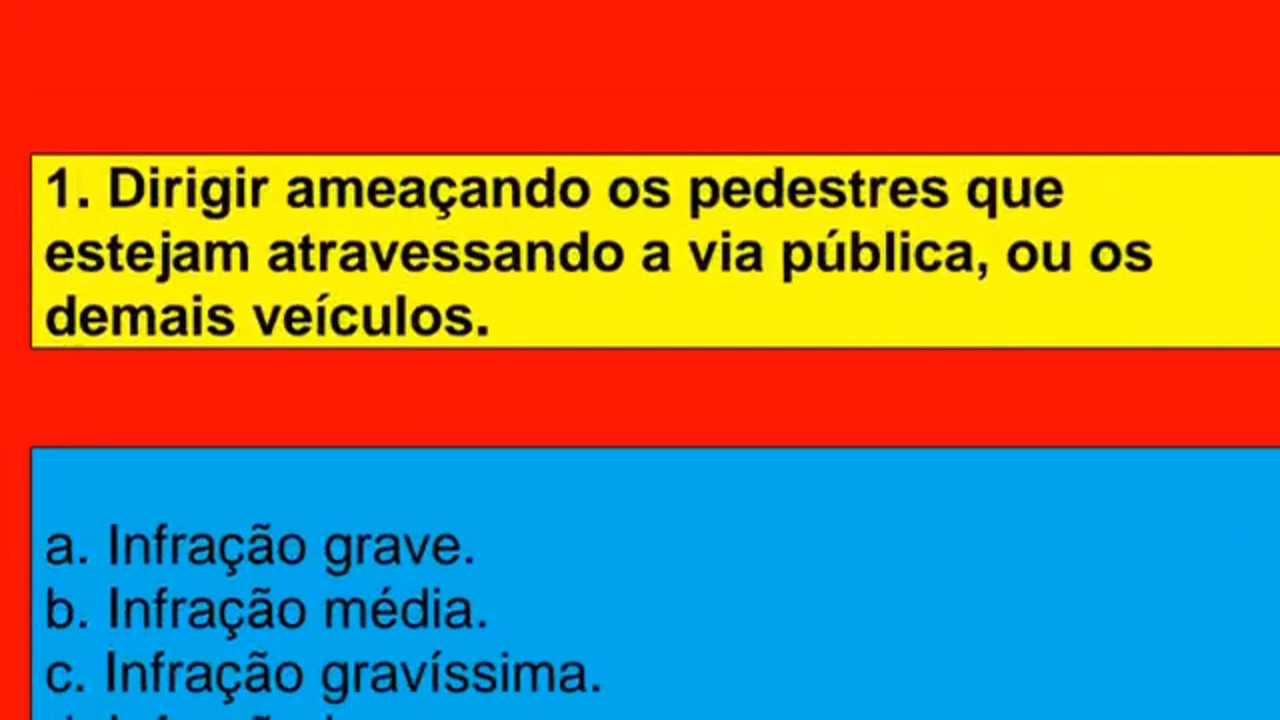 1. Dirigir ameaçando os pedestres que
estejam atravessando a via pública, ou os
demais veículos.
a. Infração grave.
b. Infração média.
c. Infração gravíssima.